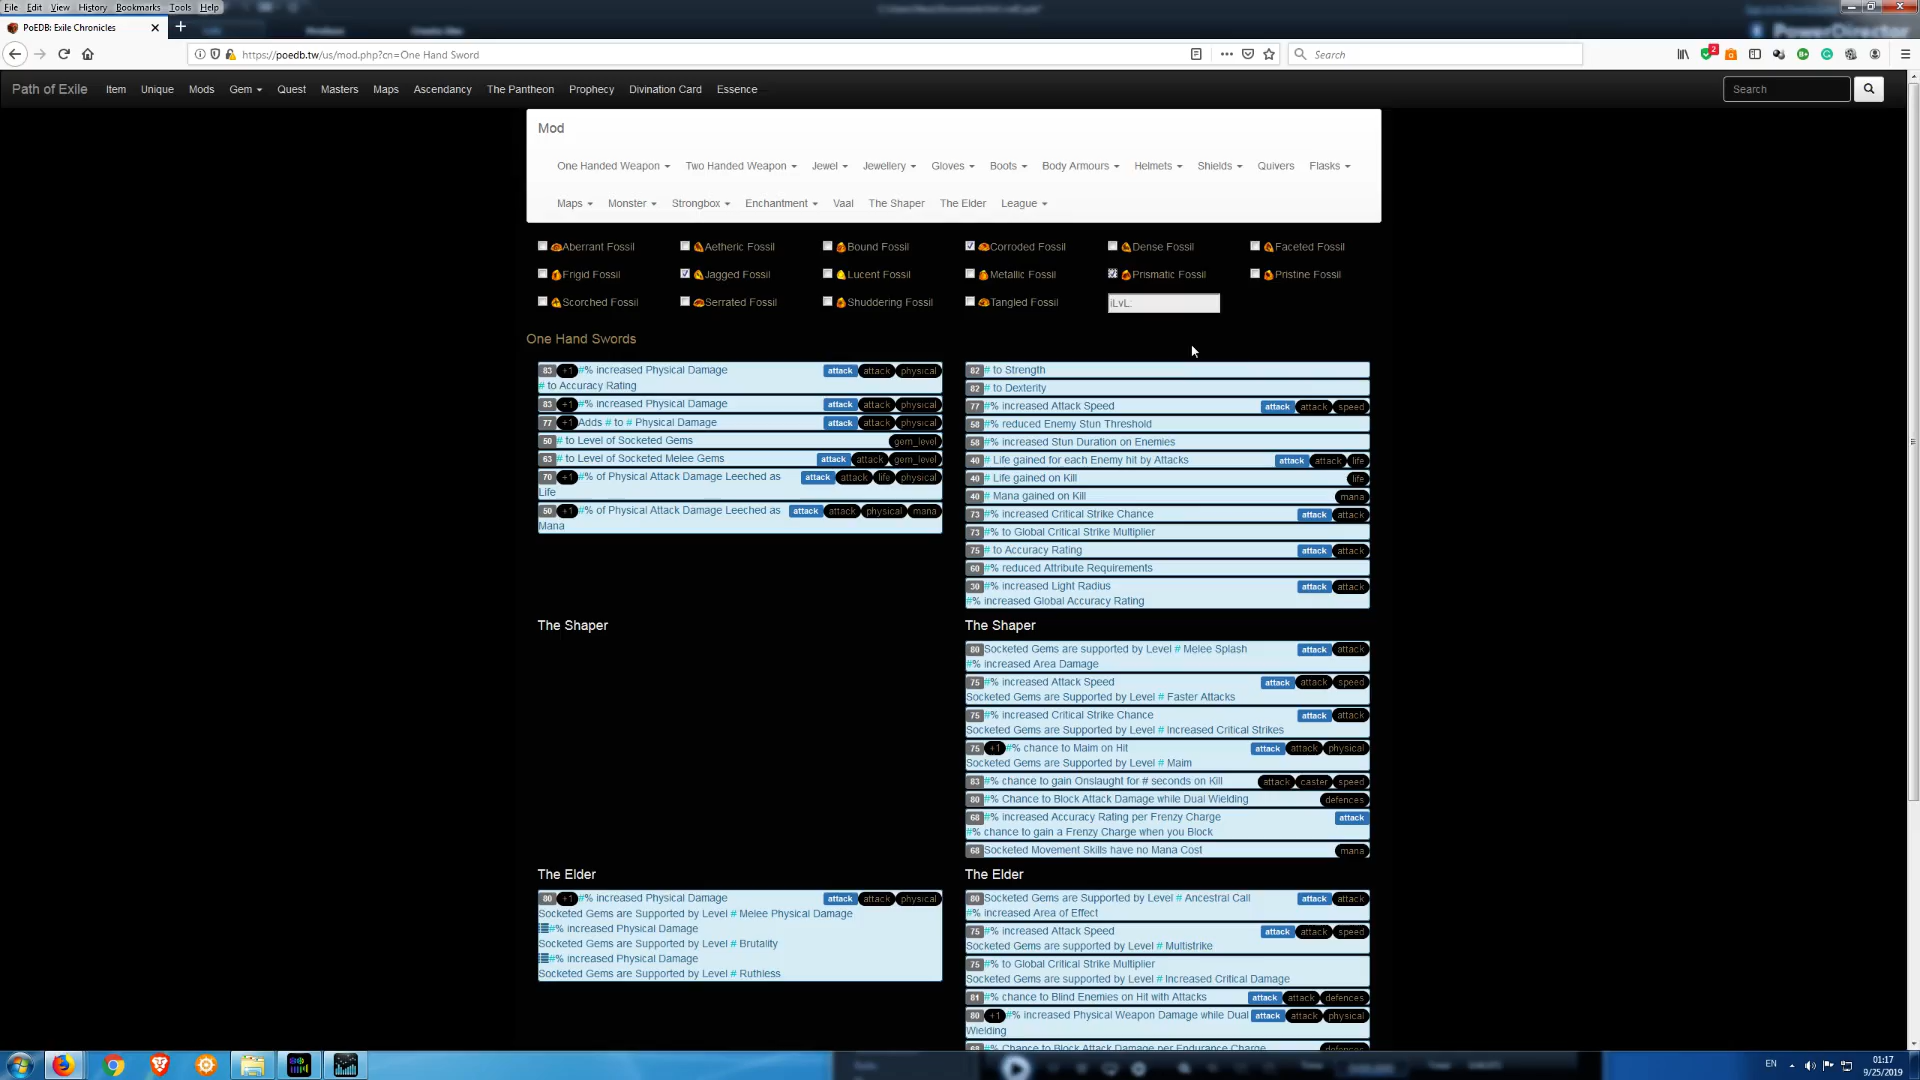 File Edit View History Bookmarks Tools Help
PoEDB: Exile Chronicles
https://poedb.tw/us/mod.php?cn=One Hand Sword
Search
2
PowerDirector
Path of Exile Item Unique Mods Gem Quest Masters Maps Ascendancy The Pantheon Prophecy Divination Card Essence
Search
Mod
One Handed Weapon Two Handed Weapon Jewel Jewellery Gloves Boots Body Armours Helmets Shields Quivers Flasks
Maps Monster Strongbox Enchantment Vaal The Shaper The Elder League
Aberrant Fossil Aetheric Fossil Bound Fossil Corroded Fossil Dense Fossil Faceted Fossil
Frigid Fossil Jagged Fossil Lucent Fossil Metallic Fossil Prismatic Fossil Pristine Fossil
Scorched Fossil Serrated Fossil Shuddering Fossil Tangled Fossil iLvL:
One Hand Swords
83 +1 #% increased Physical Damage attack attack physical
# to Accuracy Rating
83 +1 #% increased Physical Damage attack attack physical
77 +1 Adds # to # Physical Damage attack attack physical
50 # to Level of Socketed Gems gem_level
63 # to Level of Socketed Melee Gems attack attack gem_level
70 +1 #% of Physical Attack Damage Leeched as attack attack life physical
Life
50 +1 #% of Physical Attack Damage Leeched as attack attack physical mana
Mana
82 # to Strength
82 # to Dexterity
77 #% increased Attack Speed attack attack speed
58 #% reduced Enemy Stun Threshold
58 #% increased Stun Duration on Enemies
40 # Life gained for each Enemy hit by Attacks attack attack life
40 # Life gained on Kill life
40 # Mana gained on Kill mana
73 #% increased Critical Strike Chance attack attack
73 #% to Global Critical Strike Multiplier
75 # to Accuracy Rating attack attack
60 #% reduced Attribute Requirements
30 #% increased Light Radius attack attack
#% increased Global Accuracy Rating
The Shaper
The Shaper
80 Socketed Gems are supported by Level # Melee Splash attack attack
#% increased Area Damage
75 #% increased Attack Speed attack attack speed
Socketed Gems are Supported by Level # Faster Attacks
75 #% increased Critical Strike Chance attack attack
Socketed Gems are Supported by Level # Increased Critical Strikes
75 +1 #% chance to Maim on Hit attack attack physical
Socketed Gems are Supported by Level # Maim
83 #% chance to gain Onslaught for # seconds on Kill attack caster speed
80 #% Chance to Block Attack Damage while Dual Wielding defences
68 #% increased Accuracy Rating per Frenzy Charge attack
#% chance to gain a Frenzy Charge when you Block
68 Socketed Movement Skills have no Mana Cost mana
The Elder
80 +1 #% increased Physical Damage attack attack physical
Socketed Gems are Supported by Level # Melee Physical Damage
#% increased Physical Damage
Socketed Gems are Supported by Level # Brutality
#% increased Physical Damage
Socketed Gems are Supported by Level # Ruthless
The Elder
80 Socketed Gems are Supported by Level # Ancestral Call attack attack
#% increased Area of Effect
75 #% increased Attack Speed attack attack speed
Socketed Gems are supported by Level # Multistrike
75 #% to Global Critical Strike Multiplier
Socketed Gems are supported by Level # Increased Critical Damage
81 #% chance to Blind Enemies on Hit with Attacks attack attack defences
80 +1 #% increased Physical Weapon Damage while Dual attack attack physical
Wielding
68 #% Chance to Block Attack Damage per Endurance Charge
EN
01:17
9/25/2019